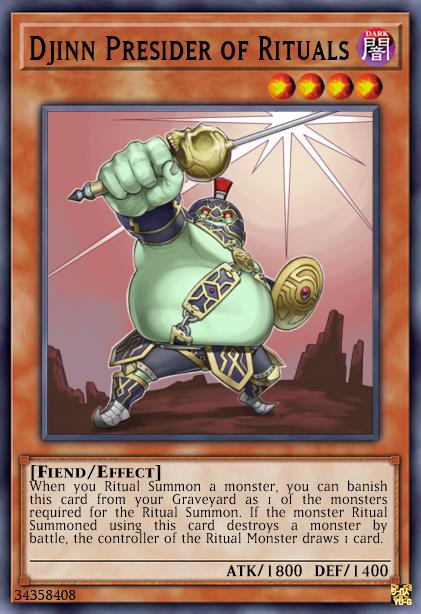 Djinn Presider of Rituals
DARK
闇
[Fiend/Effect]
When you Ritual Summon a monster, you can banish
this card from your Graveyard as 1 of the monsters
required for the Ritual Summon. If the monster Ritual
Summoned using this card destroys a monster by
battle, the controller of the Ritual Monster draws 1 card.
ATK/1800 DEF/1400
34358408